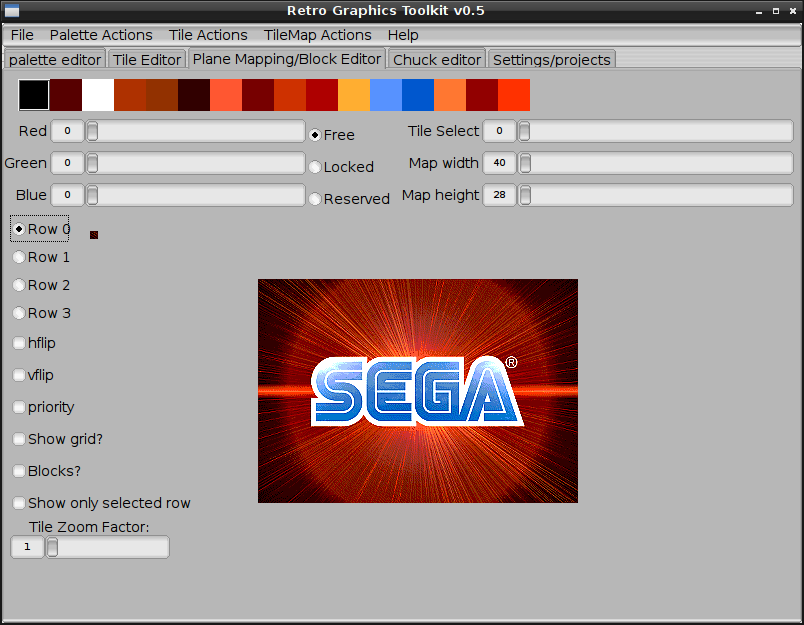 Retro Graphics Toolkit v0.5
File Palette Actions Tile Actions TileMap Actions Help
palette editor Tile Editor Plane Mapping/Block Editor Chuck editor Settings/projects
Red 0 Free Tile Select 0
Green 0 Locked Map width 40
Blue 0 Reserved Map height 28
Row 0
Row 1
Row 2
Row 3
hflip
vflip
priority
Show grid?
Blocks?
Show only selected row
Tile Zoom Factor:
1
SEGA®